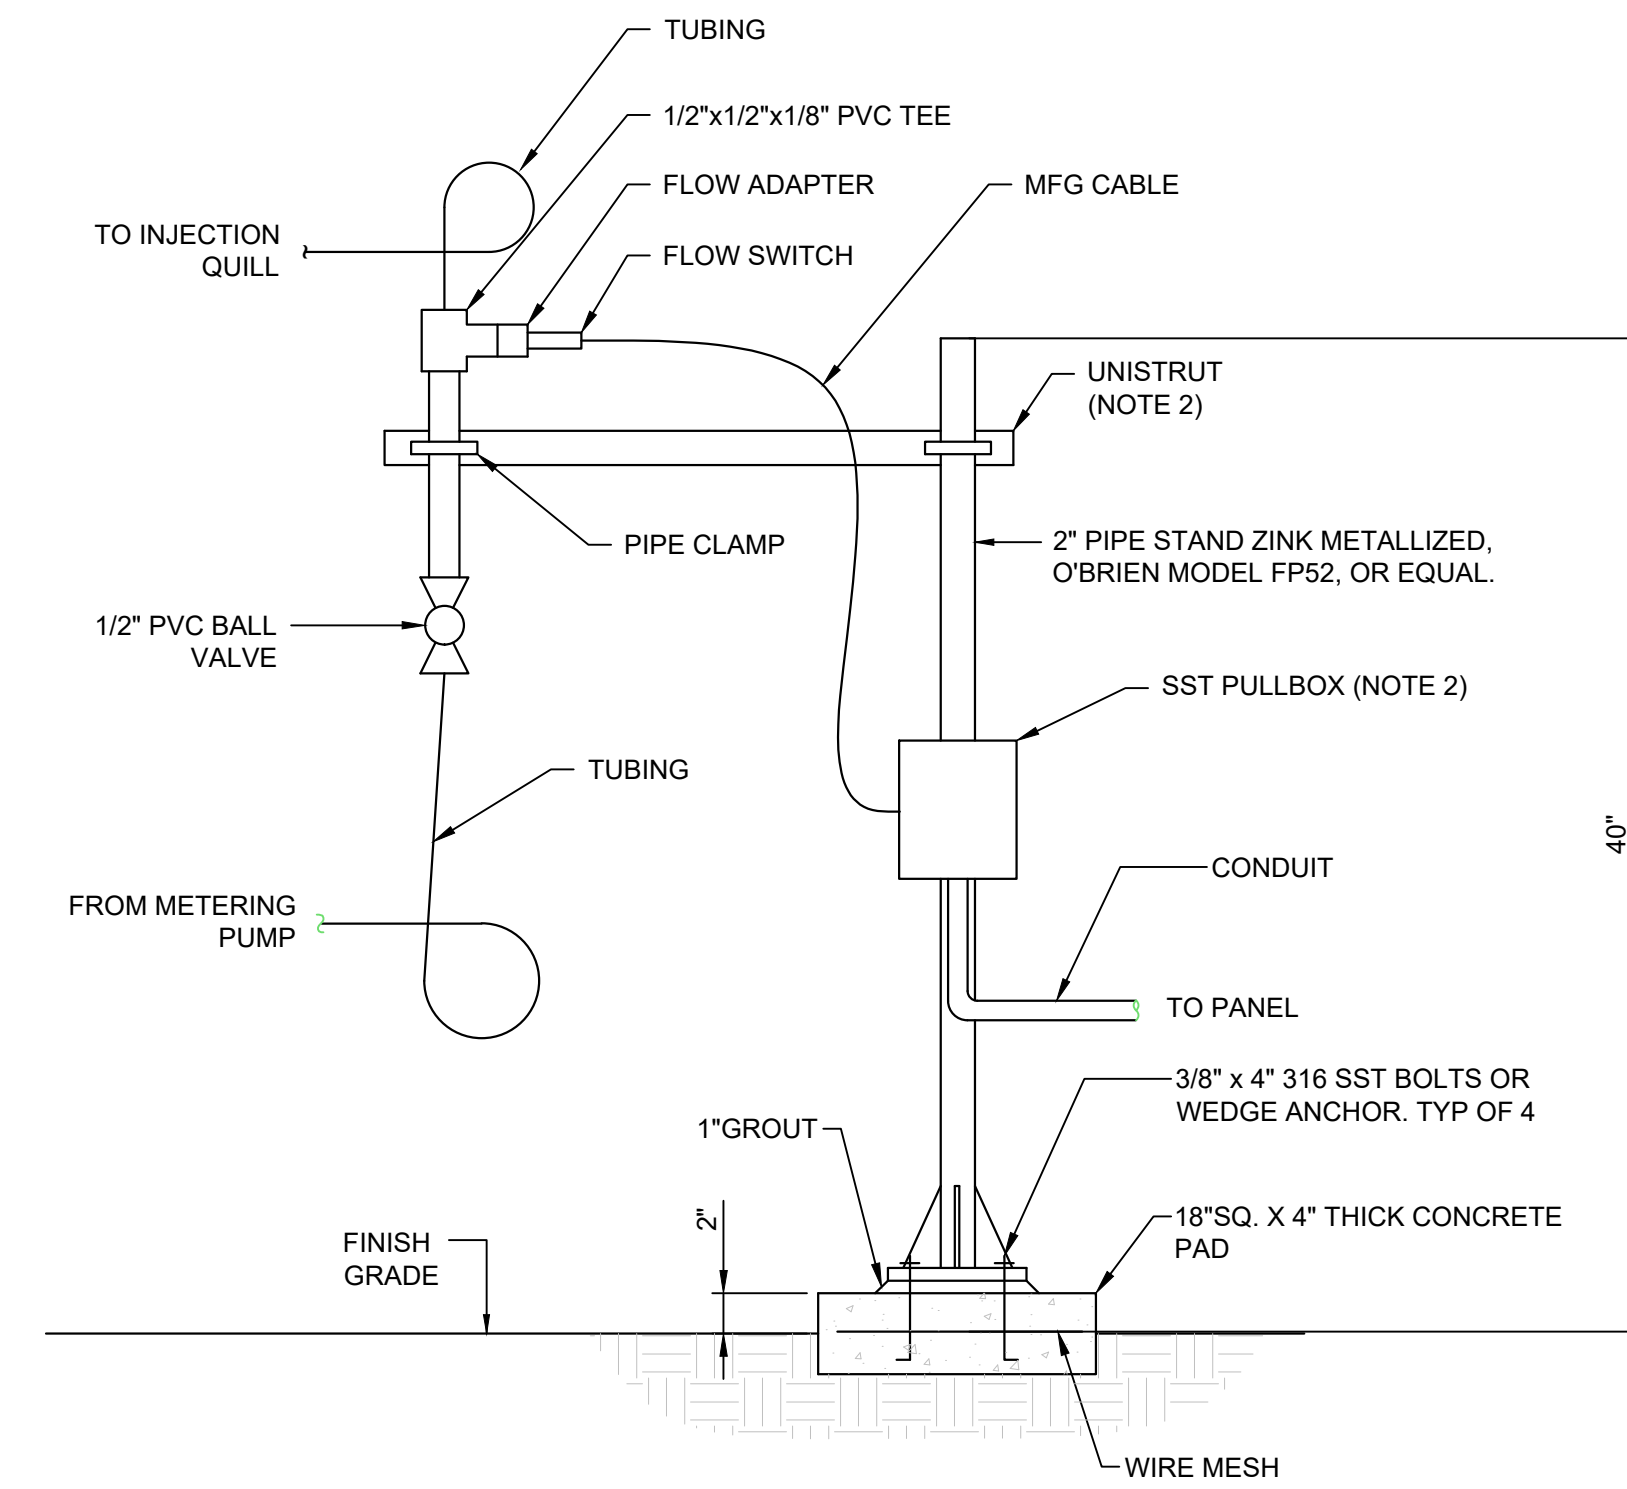 TUBING
1/2"x1/2"x1/8" PVC TEE
FLOW ADAPTER
MFG CABLE
TO INJECTION
QUILL
FLOW SWITCH
UNISTRUT
(NOTE 2)
PIPE CLAMP
2" PIPE STAND ZINK METALLIZED,
O'BRIEN MODEL FP52, OR EQUAL.
1/2" PVC BALL
VALVE
SST PULLBOX (NOTE 2)
TUBING
40"
CONDUIT
FROM METERING
PUMP
TO PANEL
3/8" x 4" 316 SST BOLTS OR
WEDGE ANCHOR. TYP OF 4
1"GROUT
2"
18"SQ. X 4" THICK CONCRETE
PAD
FINISH
GRADE
WIRE MESH